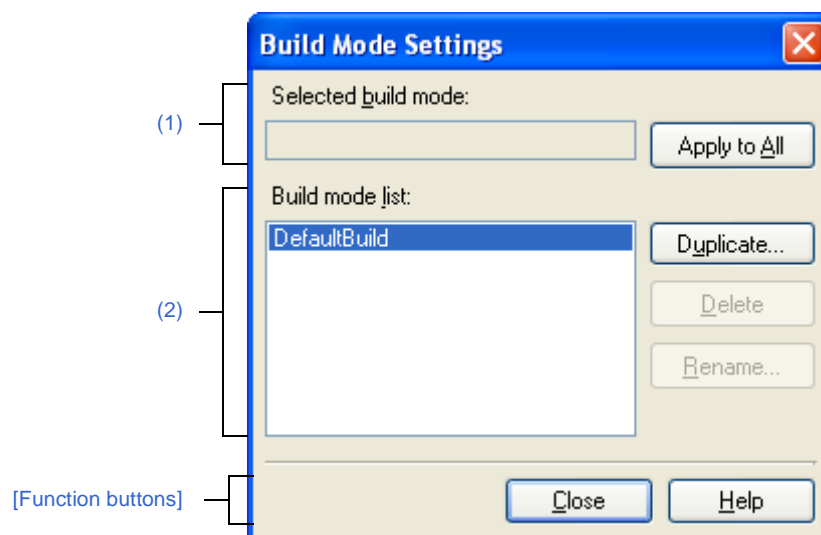 Build Mode Settings
Selected build mode:
(1)
Apply to All
Build mode list:
DefaultBuild
Duplicate...
(2)
Delete
Rename...
[Function buttons]
Close
Help